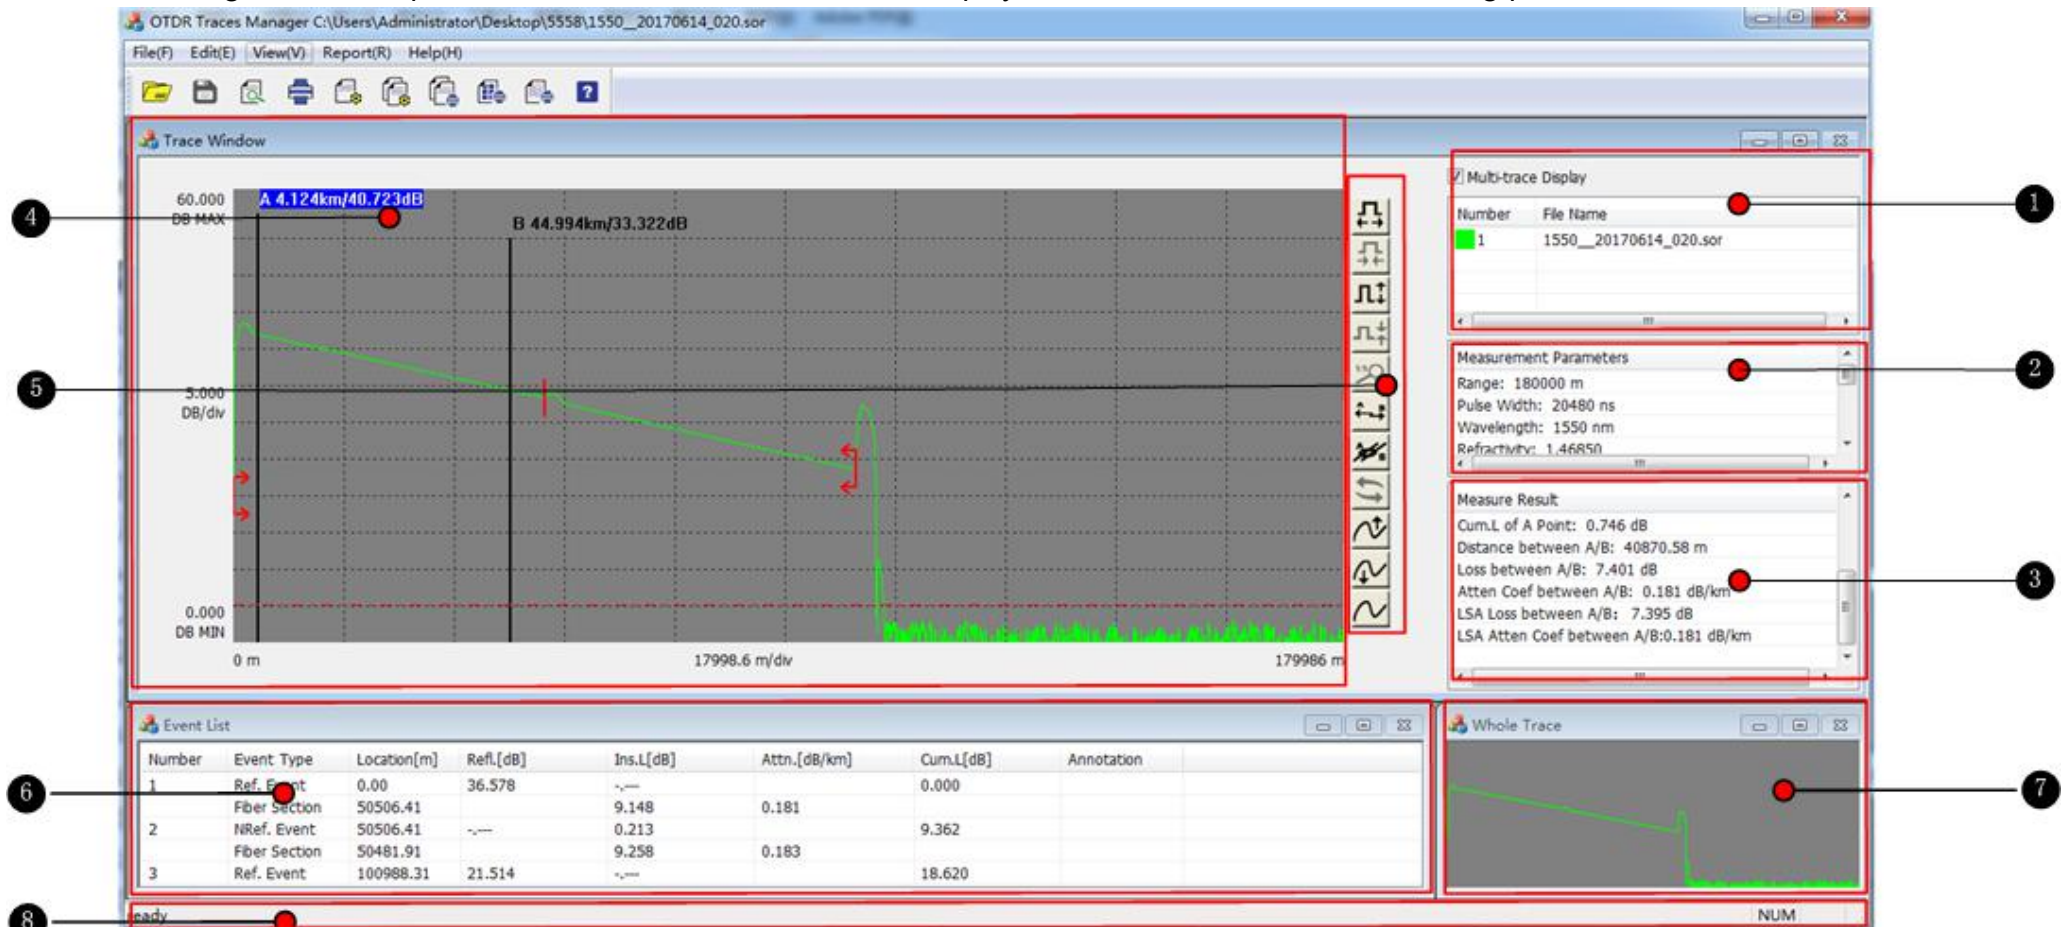 OTDR Traces Manager C:\Users\Administrator\Desktop\5558\1550__20170614_020.sor
File(F) Edit(E) View(V) Report(R) Help(H)
Trace Window
60.000
DB MAX
A 4.124km/40.723dB
B 44.994km/33.322dB
5.000
DB/div
0.000
DB MIN
0 m
17998.6 m/div
179986 m
Multi-trace Display
Number File Name
1 1550__20170614_020.sor
Measurement Parameters
Range: 180000 m
Pulse Width: 20480 ns
Wavelength: 1550 nm
Refractivity: 1.46850
Measure Result
Cum.L of A Point: 0.746 dB
Distance between A/B: 40870.58 m
Loss between A/B: 7.401 dB
Atten Coef between A/B: 0.181 dB/km
LSA Loss between A/B: 7.395 dB
LSA Atten Coef between A/B:0.181 dB/km
Event List
Number Event Type Location[m] Refl.[dB] Ins.L[dB] Attn.[dB/km] Cum.L[dB] Annotation
1 Ref. Event 0.00 36.578 -.--- 0.000
Fiber Section 50506.41 9.148 0.181
2 NRef. Event 50506.41 -.--- 0.213 9.362
Fiber Section 50481.91 9.258 0.183
3 Ref. Event 100988.31 21.514 -.--- 18.620
Whole Trace
ready
NUM
1
2
3
4
5
6
7
8